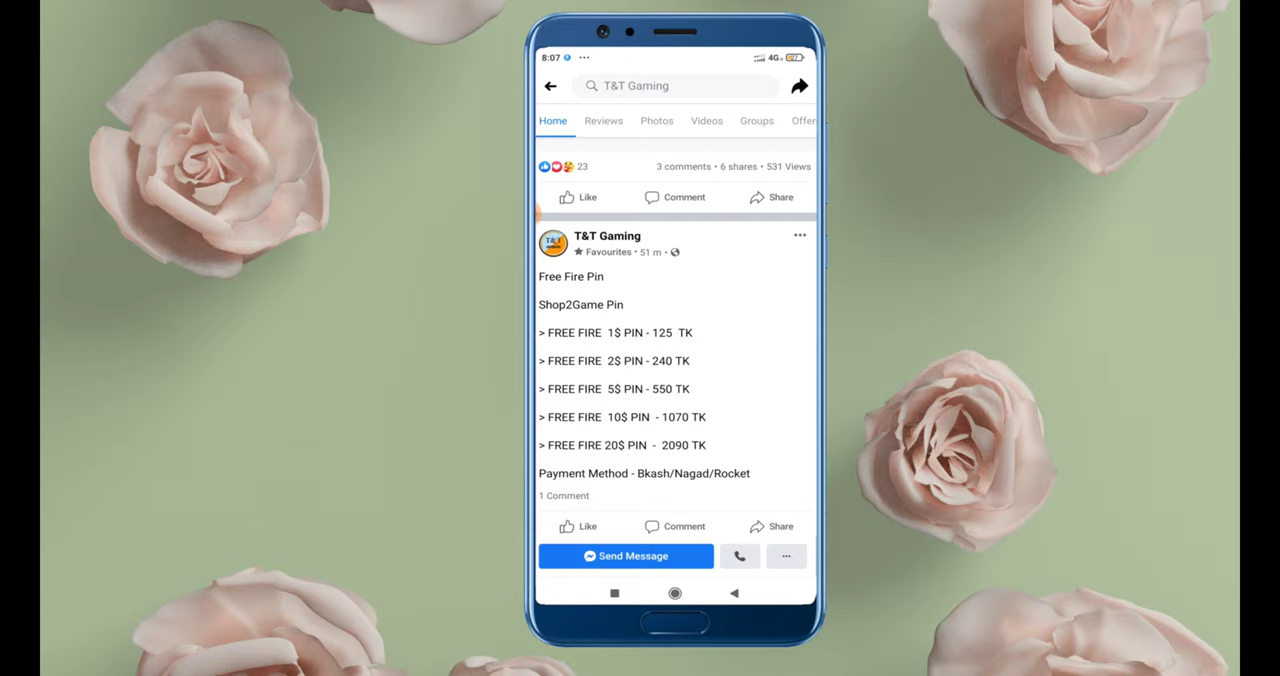 8:07 ... 4G
T&T Gaming
Home Reviews Photos Videos Groups Offer
23 3 comments • 6 shares • 531 Views
Like Comment Share
T&T Gaming
★ Favourites • 51 m •
Free Fire Pin
Shop2Game Pin
> FREE FIRE 1$ PIN - 125 TK
> FREE FIRE 2$ PIN - 240 TK
> FREE FIRE 5$ PIN - 550 TK
> FREE FIRE 10$ PIN - 1070 TK
> FREE FIRE 20$ PIN - 2090 TK
Payment Method - Bkash/Nagad/Rocket
1 Comment
Like Comment Share
Send Message ...